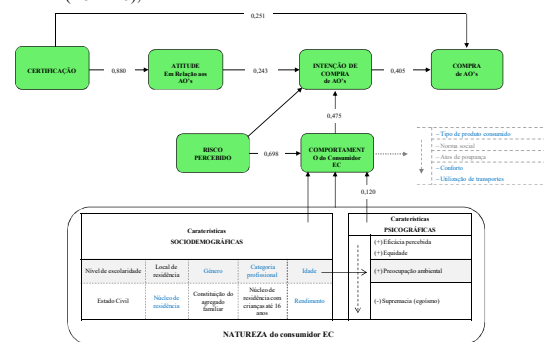 0,251
CERTIFICAÇÃO
0,880
ATITUDE
Em Relação aos
AO's
0,243
INTENÇÃO DE
COMPRA
de AO's
0,405
COMPRA
de AO's
0,475
RISCO
PERCEBIDO
0,698
COMPORTAMENT
O do Consumidor
EC
– Tipo de produto consumido
– Norma social
– Atos de poupança
– Conforto
– Utilização de transportes
0,120
Caraterísticas
SOCIODEMOGRÁFICAS
Caraterísticas
PSICOGRÁFICAS
(+) Eficácia percebida
(+) Equidade
Nível de escolaridade
Local de
residência
Género
Categoria
profissional
Idade
(+) Preocupação ambiental
Estado Civil
Núcleo de
residência
Constituição do
agregado
familiar
Núcleo de
residência com
crianças até 16
anos
Rendimento
(-) Supremacia (egoísmo)
NATUREZA do consumidor EC